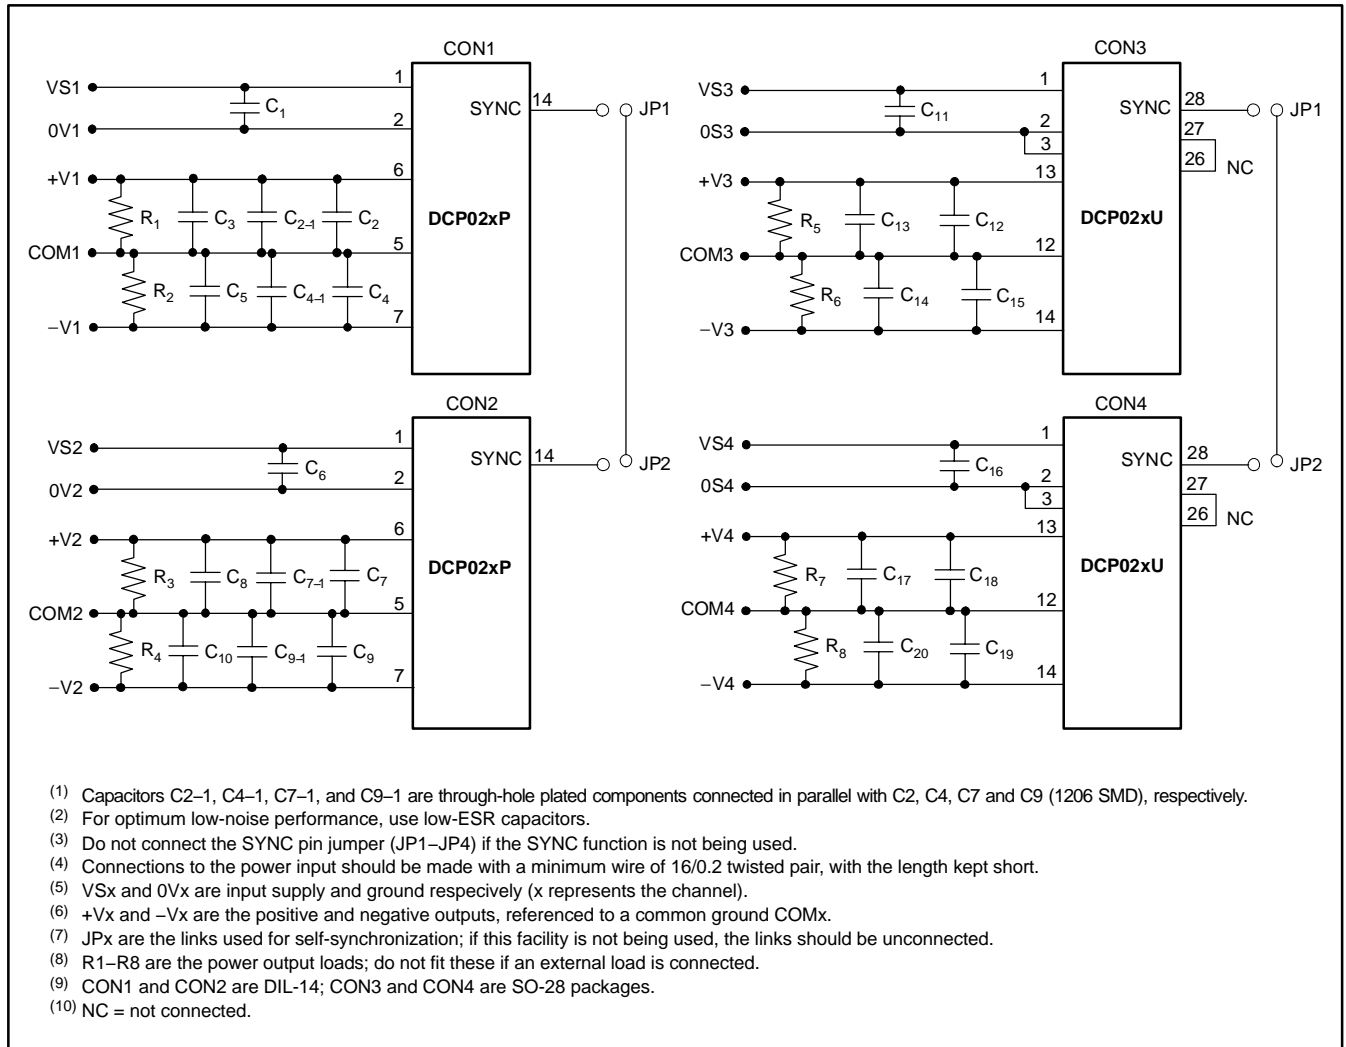 CON1
VS1
1
C1
SYNC
14
JP1
0V1
2
+V1
6
R1
C3
C2–1
C2
DCP02xP
COM1
5
R2
C5
C4–1
C4
−V1
7
CON3
VS3
1
C11
SYNC
28
JP1
0S3
2
3
27
26
NC
+V3
13
R5
C13
C12
DCP02xU
COM3
12
R6
C14
C15
−V3
14
CON2
VS2
1
C6
SYNC
14
JP2
0V2
2
+V2
6
R3
C8
C7–1
C7
DCP02xP
COM2
5
R4
C10
C9–1
C9
−V2
7
CON4
VS4
1
C16
SYNC
28
JP2
0S4
2
3
27
26
NC
+V4
13
R7
C17
C18
DCP02xU
COM4
12
R8
C20
C19
−V4
14
(1) Capacitors C2–1, C4–1, C7–1, and C9–1 are through-hole plated components connected in parallel with C2, C4, C7 and C9 (1206 SMD), respectively.
(2) For optimum low-noise performance, use low-ESR capacitors.
(3) Do not connect the SYNC pin jumper (JP1–JP4) if the SYNC function is not being used.
(4) Connections to the power input should be made with a minimum wire of 16/0.2 twisted pair, with the length kept short.
(5) VSx and 0Vx are input supply and ground respecively (x represents the channel).
(6) +Vx and −Vx are the positive and negative outputs, referenced to a common ground COMx.
(7) JPx are the links used for self-synchronization; if this facility is not being used, the links should be unconnected.
(8) R1–R8 are the power output loads; do not fit these if an external load is connected.
(9) CON1 and CON2 are DIL-14; CON3 and CON4 are SO-28 packages.
(10) NC = not connected.